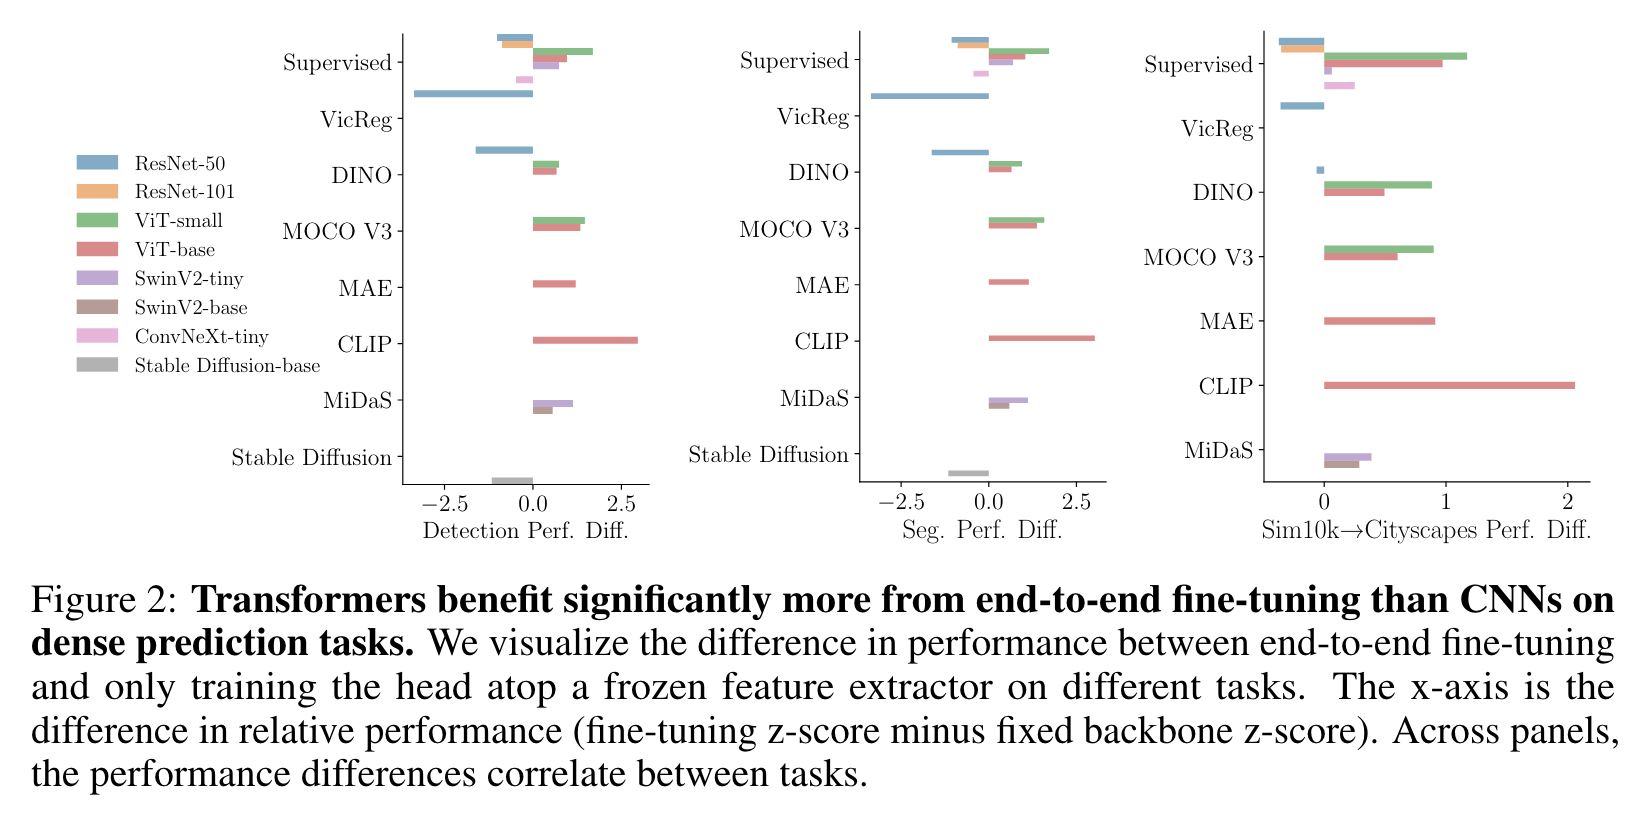 ResNet-50
ResNet-101
ViT-small
ViT-base
SwinV2-tiny
SwinV2-base
ConvNeXt-tiny
Stable Diffusion-base
Supervised
VicReg
DINO
MOCO V3
MAE
CLIP
MiDaS
Stable Diffusion
−2.5 0.0 2.5
Detection Perf. Diff.
Supervised
VicReg
DINO
MOCO V3
MAE
CLIP
MiDaS
Stable Diffusion
−2.5 0.0 2.5
Seg. Perf. Diff.
Supervised
VicReg
DINO
MOCO V3
MAE
CLIP
MiDaS
0 1 2
Sim10k→Cityscapes Perf. Diff.
Figure 2: Transformers benefit significantly more from end-to-end fine-tuning than CNNs on
dense prediction tasks. We visualize the difference in performance between end-to-end fine-tuning
and only training the head atop a frozen feature extractor on different tasks. The x-axis is the
difference in relative performance (fine-tuning z-score minus fixed backbone z-score). Across panels,
the performance differences correlate between tasks.